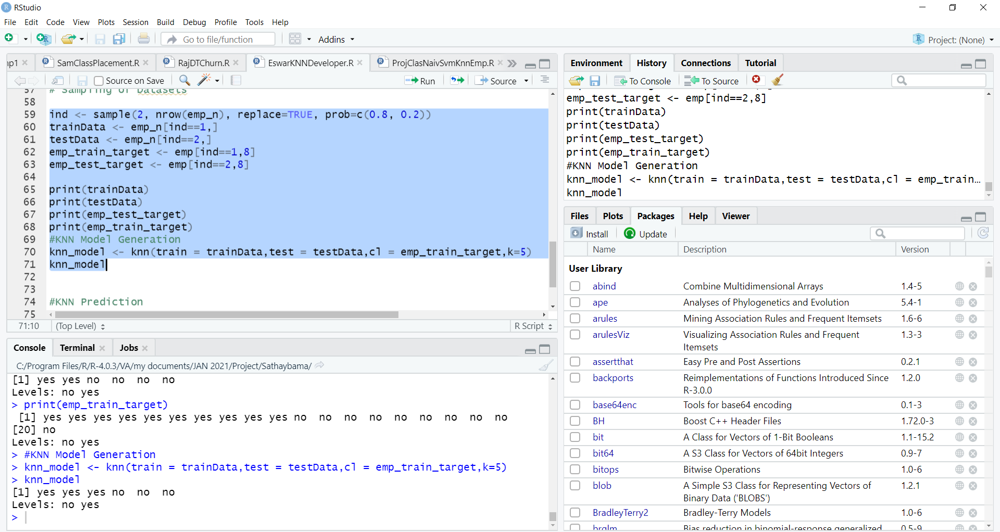 RStudio
File Edit Code View Plots Session Build Debug Profile Tools Help
Go to file/function Addins Project: (None)
p1 SamClassPlacement.R RajDTChurn.R EswarKNNDeveloper.R ProjClasNaivSvmKnnEmp.R
Source on Save Run Source
57 # Sampling of Datasets
58
59 ind <- sample(2, nrow(emp_n), replace=TRUE, prob=c(0.8, 0.2))
60 trainData <- emp_n[ind==1,]
61 testData <- emp_n[ind==2,]
62 emp_train_target <- emp[ind==1,8]
63 emp_test_target <- emp[ind==2,8]
64
65 print(trainData)
66 print(testData)
67 print(emp_test_target)
68 print(emp_train_target)
69 #KNN Model Generation
70 knn_model <- knn(train = trainData,test = testData,cl = emp_train_target,k=5)
71 knn_model
72
73
74 #KNN Prediction
75
71:10 (Top Level) R Script
Console Terminal Jobs
C:/Program Files/R/R-4.0.3/VA/my documents/JAN 2021/Project/Sathaybama/
[1] yes yes no no no no
Levels: no yes
> print(emp_train_target)
[1] yes yes yes yes yes yes yes yes yes yes no no no no no no no no no
[20] no
Levels: no yes
> #KNN Model Generation
> knn_model <- knn(train = trainData,test = testData,cl = emp_train_target,k=5)
> knn_model
[1] yes yes yes no no no
Levels: no yes
>
Environment History Connections Tutorial
To Console To Source
emp_test_target <- emp[ind==2,8]
print(trainData)
print(testData)
print(emp_test_target)
print(emp_train_target)
#KNN Model Generation
knn_model <- knn(train = trainData,test = testData,cl = emp_train...
knn_model
Files Plots Packages Help Viewer
Install Update
Name Description Version
User Library
abind Combine Multidimensional Arrays 1.4-5
ape Analyses of Phylogenetics and Evolution 5.4-1
arules Mining Association Rules and Frequent Itemsets 1.6-6
arulesViz Visualizing Association Rules and Frequent 1.3-3
Itemsets
assertthat Easy Pre and Post Assertions 0.2.1
backports Reimplementations of Functions Introduced Since 1.2.0
R-3.0.0
base64enc Tools for base64 encoding 0.1-3
BH Boost C++ Header Files 1.72.0-3
bit A Class for Vectors of 1-Bit Booleans 1.1-15.2
bit64 A S3 Class for Vectors of 64bit Integers 0.9-7
bitops Bitwise Operations 1.0-6
blob A Simple S3 Class for Representing Vectors of 1.2.1
Binary Data ('BLOBS')
BradleyTerry2 Bradley-Terry Models 1.0-6
brglm Bias reduction in binomial-response generalized 0.5-9